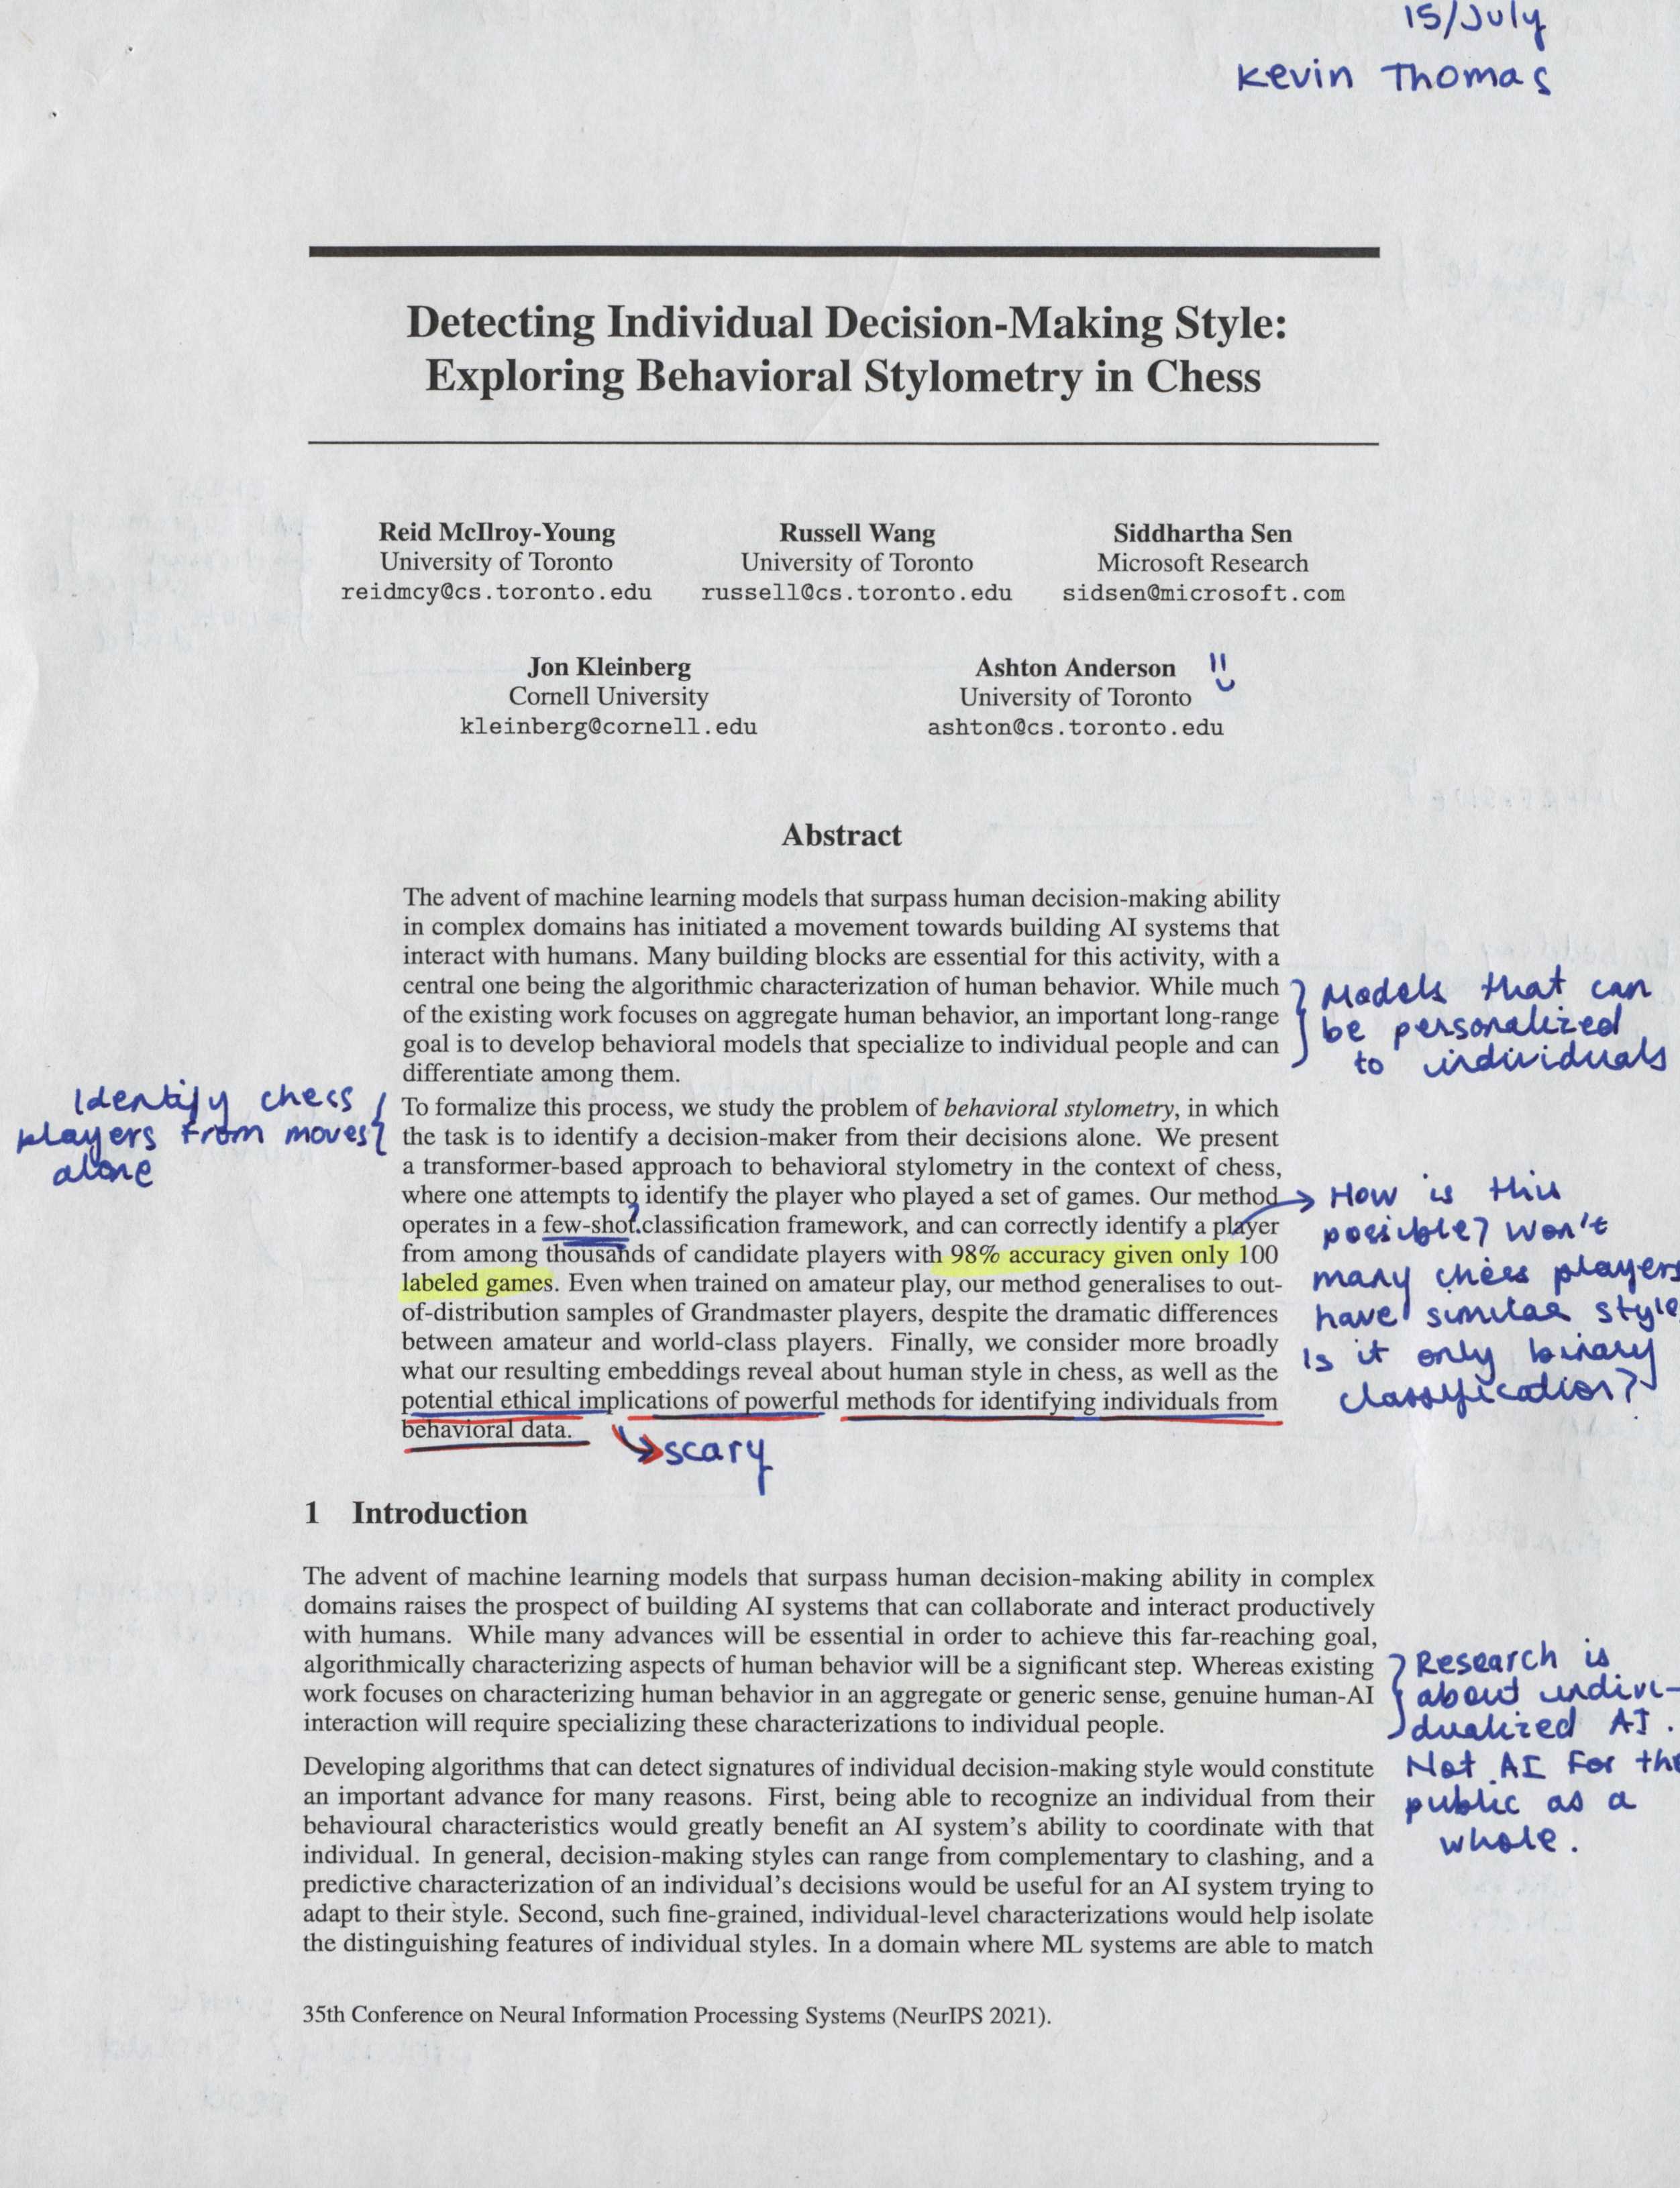 15/July
Kevin Thomas
Detecting Individual Decision-Making Style:
Exploring Behavioral Stylometry in Chess
Reid McIlroy-Young
University of Toronto
reidmcy@cs.toronto.edu
Russell Wang
University of Toronto
russell@cs.toronto.edu
Siddhartha Sen
Microsoft Research
sidsen@microsoft.com
Jon Kleinberg
Cornell University
kleinberg@cornell.edu
Ashton Anderson !!
University of Toronto
ashton@cs.toronto.edu
Abstract
The advent of machine learning models that surpass human decision-making ability
in complex domains has initiated a movement towards building AI systems that
interact with humans. Many building blocks are essential for this activity, with a
central one being the algorithmic characterization of human behavior. While much
of the existing work focuses on aggregate human behavior, an important long-range
goal is to develop behavioral models that specialize to individual people and can
differentiate among them.
Models that can
be personalized
to individuals
Identify chess
players from moves
alone
To formalize this process, we study the problem of behavioral stylometry, in which
the task is to identify a decision-maker from their decisions alone. We present
a transformer-based approach to behavioral stylometry in the context of chess,
where one attempts to identify the player who played a set of games. Our method
operates in a few-shot ? classification framework, and can correctly identify a player
from among thousands of candidate players with 98% accuracy given only 100
labeled games. Even when trained on amateur play, our method generalises to out-
of-distribution samples of Grandmaster players, despite the dramatic differences
between amateur and world-class players. Finally, we consider more broadly
what our resulting embeddings reveal about human style in chess, as well as the
potential ethical implications of powerful methods for identifying individuals from
behavioral data.
scary
How is this
possible? Won't
many chess players
have similar style
Is it only binary
classification?
1 Introduction
The advent of machine learning models that surpass human decision-making ability in complex
domains raises the prospect of building AI systems that can collaborate and interact productively
with humans. While many advances will be essential in order to achieve this far-reaching goal,
algorithmically characterizing aspects of human behavior will be a significant step. Whereas existing
work focuses on characterizing human behavior in an aggregate or generic sense, genuine human-AI
interaction will require specializing these characterizations to individual people.
Research is
about indivi-
dualized AI.
Not AI for the
public as a
whole.
Developing algorithms that can detect signatures of individual decision-making style would constitute
an important advance for many reasons. First, being able to recognize an individual from their
behavioural characteristics would greatly benefit an AI system's ability to coordinate with that
individual. In general, decision-making styles can range from complementary to clashing, and a
predictive characterization of an individual's decisions would be useful for an AI system trying to
adapt to their style. Second, such fine-grained, individual-level characterizations would help isolate
the distinguishing features of individual styles. In a domain where ML systems are able to match
35th Conference on Neural Information Processing Systems (NeurIPS 2021).